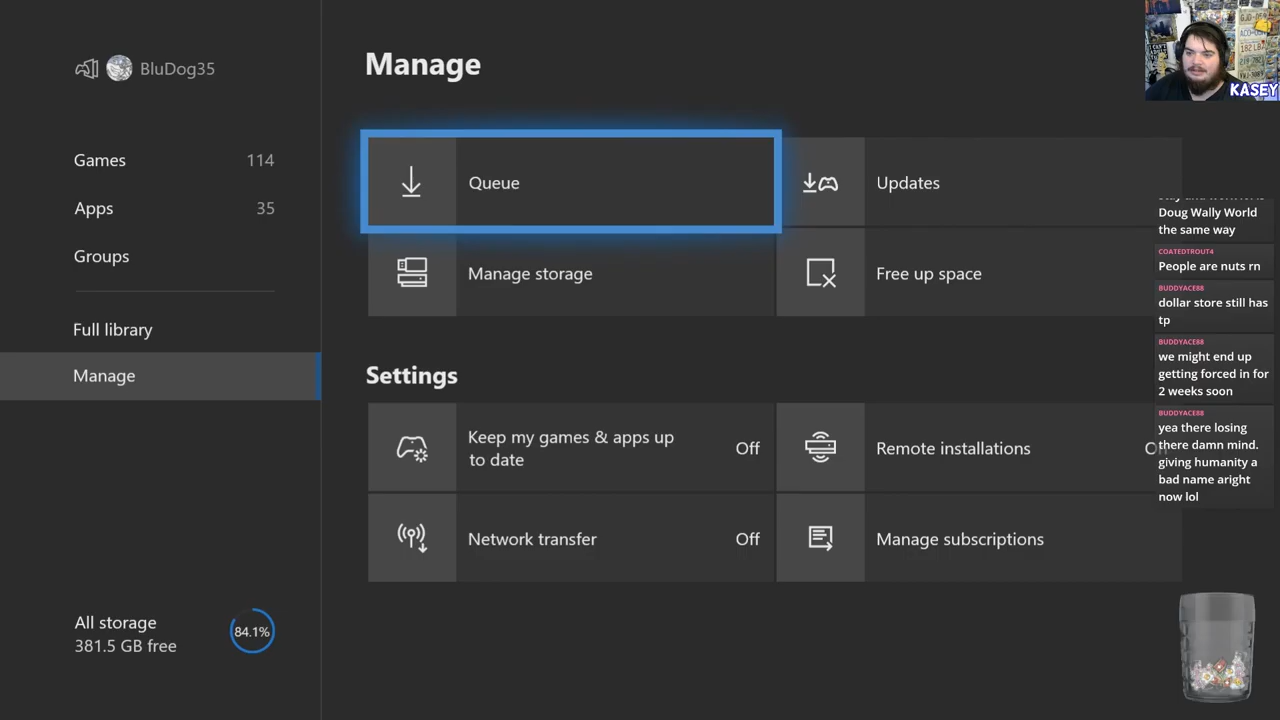 BluDog35
Games 114
Apps 35
Groups
Full library
Manage
All storage
381.5 GB free
84.1%
Manage
Queue
Updates
Manage storage
Free up space
Settings
Keep my games & apps up
to date
Off
Remote installations
Network transfer
Off
Manage subscriptions
KASEY
Doug Wally World
the same way
COATEDTROUT4
People are nuts rn
BUDDYACE88
dollar store still has
tp
BUDDYACE88
we might end up
getting forced in for
2 weeks soon
BUDDYACE88
yea there losing
there damn mind.
giving humanity a
bad name aright
now lol